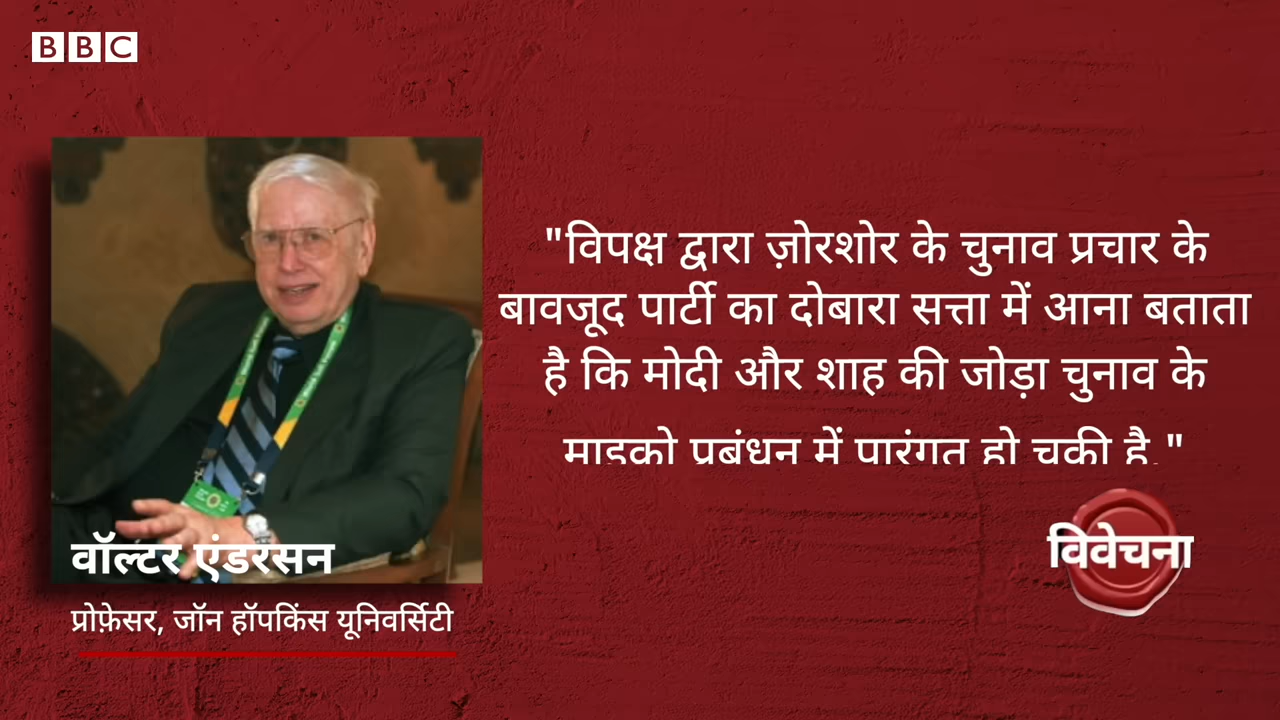 BBC
"विपक्ष द्वारा ज़ोरशोर के चुनाव प्रचार के
बावजूद पार्टी का दोबारा सत्ता में आना बताता
है कि मोदी और शाह की जोड़ा चुनाव के
माइक्रो प्रबंधन में पारंगत हो चुकी है."
वॉल्टर एंडरसन
प्रोफ़ेसर, जॉन हॉपकिंस यूनिवर्सिटी
विवेचना